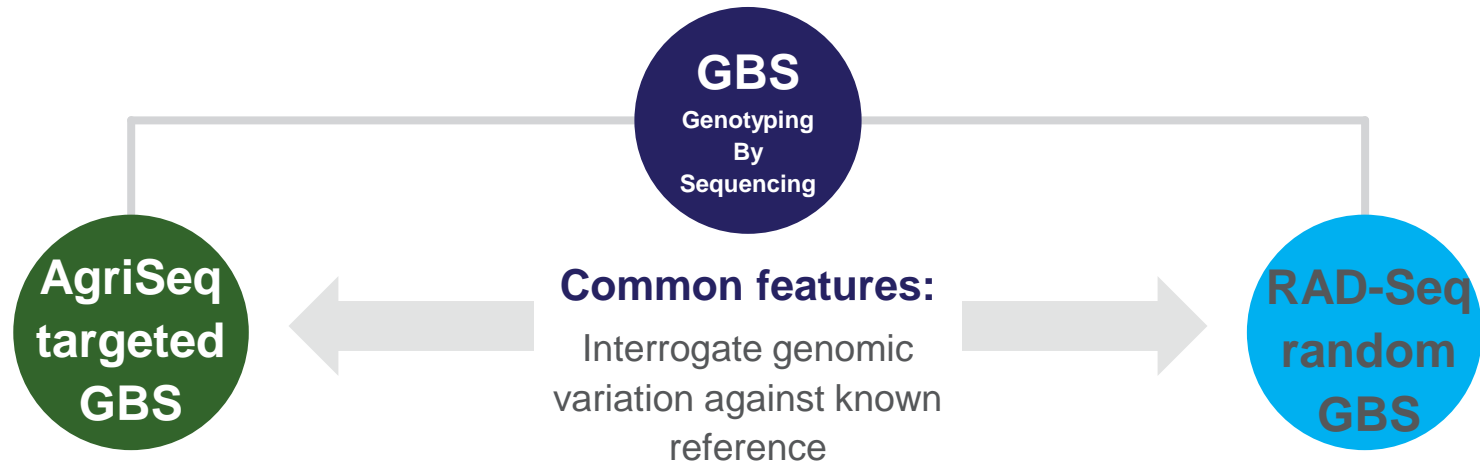 GBS
Genotyping
By
Sequencing
AgriSeq
targeted
GBS
Common features:
Interrogate genomic
variation against known
reference
RAD-Seq
random
GBS